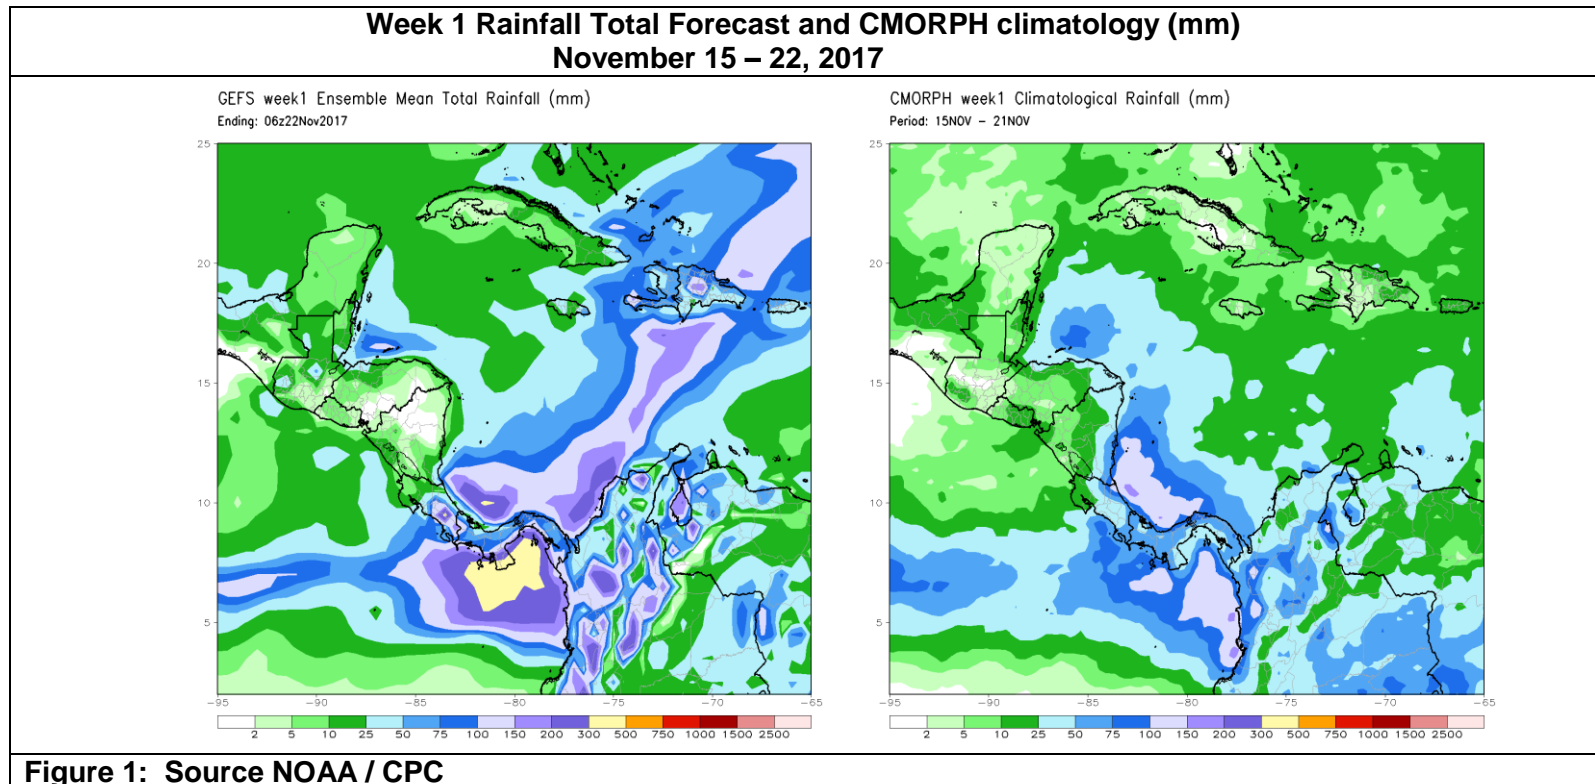 Week 1 Rainfall Total Forecast and CMORPH climatology (mm)
November 15 – 22, 2017
GEFS week1 Ensemble Mean Total Rainfall (mm)
Ending: 06z22Nov2017
25
20
15
10
5
−95 −90 −85 −80 −75 −70 −65
2 5 10 25 50 75 100 150 200 300 500 750 1000 1500 2500
CMORPH week1 Climatological Rainfall (mm)
Period: 15NOV − 21NOV
25
20
15
10
5
−95 −90 −85 −80 −75 −70 −65
2 5 10 25 50 75 100 150 200 300 500 750 1000 1500 2500
Figure 1: Source NOAA / CPC